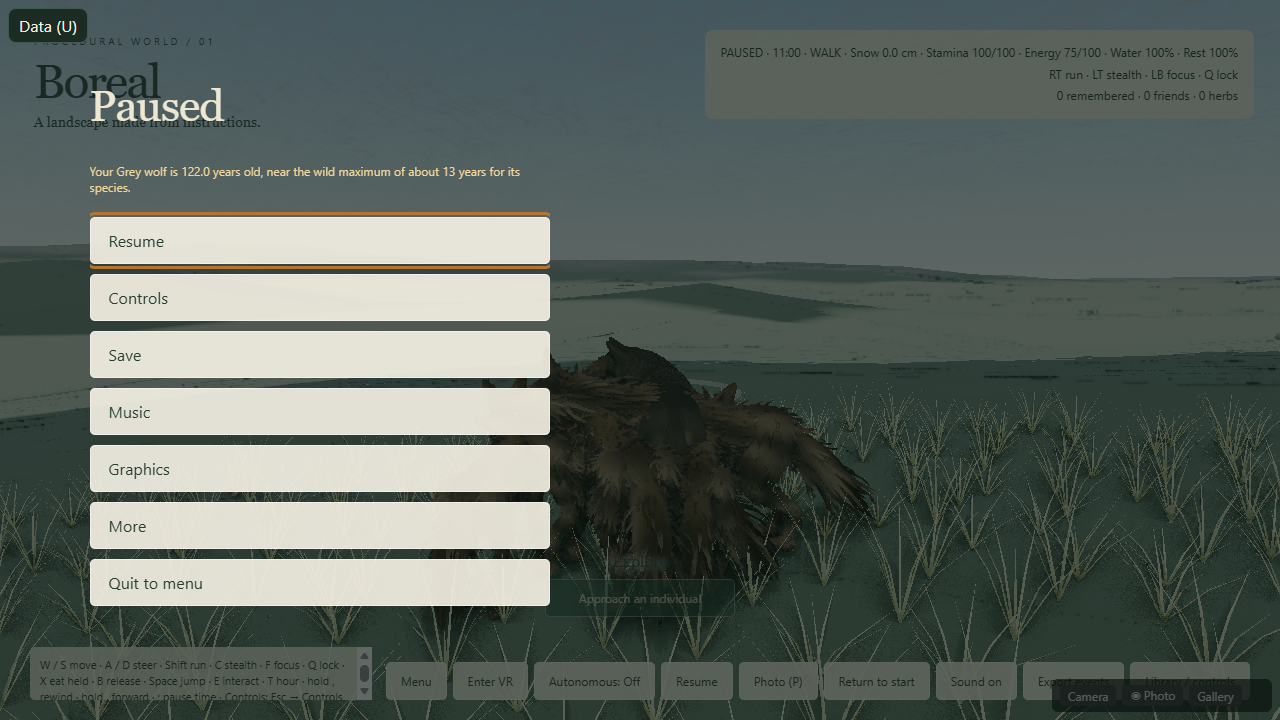 Data (U)
PROCEDURAL WORLD / 01
Boreal
Paused
A landscape made from instructions.
PAUSED · 11:00 · WALK · Snow 0.0 cm · Stamina 100/100 · Energy 75/100 · Water 100% · Rest 100%
RT run · LT stealth · LB focus · Q lock
0 remembered · 0 friends · 0 herbs
Your Grey wolf is 122.0 years old, near the wild maximum of about 13 years for its
species.
Resume
Controls
Save
Music
Graphics
More
Quit to menu
Approach an individual
W / S move · A / D steer · Shift run · C stealth · F focus · Q lock ·
X eat held · B release · Space jump · E interact · T hour · hold ,
rewind · hold . forward · ; pause time · Controls: Esc → Controls.
Menu
Enter VR
Autonomous: Off
Resume
Photo (P)
Return to start
Sound on
Export events
Library / controls
Camera
◉ Photo
Gallery